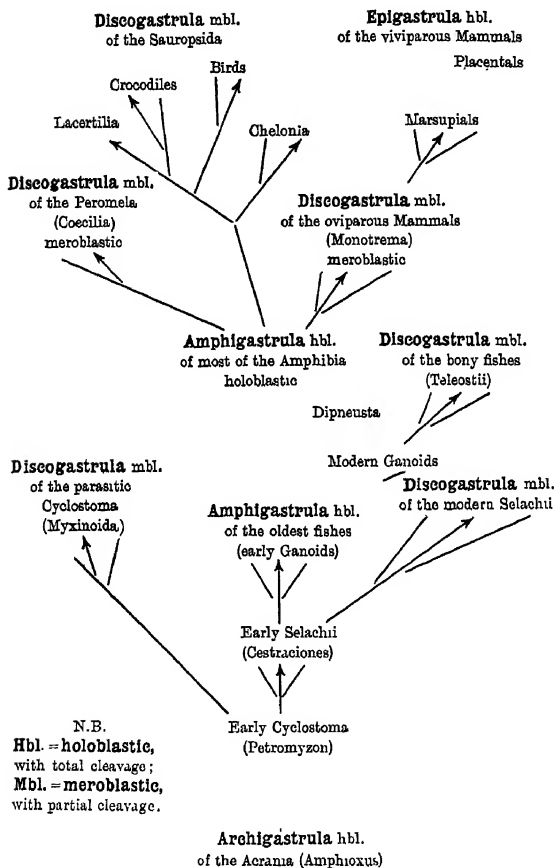 Discogastrula mbl.
of the Sauropsida
Epigastrula hbl.
of the viviparous Mammals
Placentals
Birds
Crocodiles
Lacertilia
Chelonia
Marsupials
Discogastrula mbl.
of the Peromela
(Coecilia)
meroblastic
Discogastrula mbl.
of the oviparous Mammals
(Monotrema)
meroblastic
Amphigastrula hbl.
of most of the Amphibia
holoblastic
Discogastrula mbl.
of the bony fishes
(Teleostii)
Dipneusta
Modern Ganoids
Discogastrula mbl.
of the parasitic
Cyclostoma
(Myxinoida)
Amphigastrula hbl.
of the oldest fishes
(early Ganoids)
Discogastrula mbl.
of the modern Selachii
Early Selachii
(Cestraciones)
Early Cyclostoma
(Petromyzon)
N.B.
Hbl. = holoblastic,
with total cleavage;
Mbl. = meroblastic,
with partial cleavage.
Archigastrula hbl.
of the Acrania (Amphioxus)